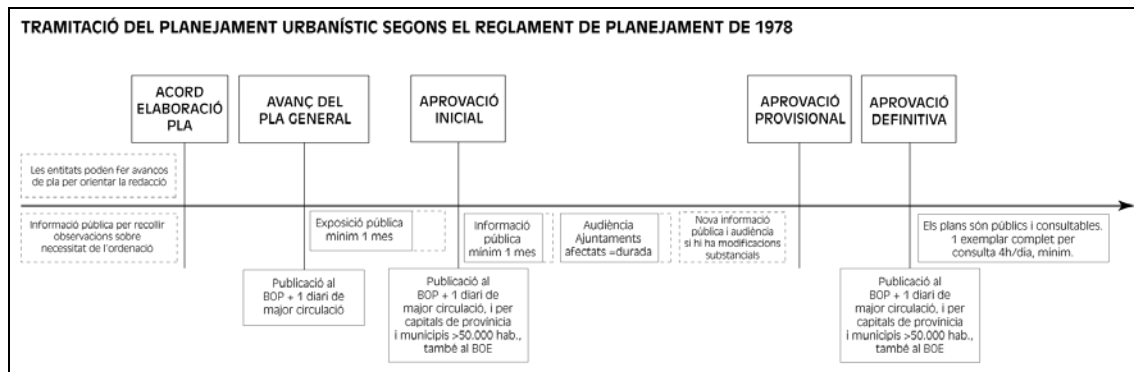 TRAMITACIÓ DEL PLANEJAMENT URBANÍSTIC SEGONS EL REGLAMENT DE PLANEJAMENT DE 1978
ACORD
ELABORACIÓ
PLA
AVANÇ DEL
PLA GENERAL
APROVACIÓ
INICIAL
APROVACIÓ
PROVISIONAL
APROVACIÓ
DEFINITIVA
Les entitats poden fer avanços
de pla per orientar la redacció
Informació pública per recollir
observacions sobre
necessitat de l'ordenació
Exposició pública
mínim 1 mes
Informació
pública
mínim 1 mes
Audiència
Ajuntaments
afectats =durada
Nova informació
pública i audiència
si hi ha modificacions
substancials
Els plans són públics i consultables.
1 exemplar complet per
consulta 4h/dia, mínim.
Publicació al
BOP + 1 diari de
major circulació
Publicació al
BOP + 1 diari de
major circulació, i per
capitals de província
i municipis >50.000 hab.,
també al BOE
Publicació al
BOP + 1 diari de
major circulació, i per
capitals de província
i municipis >50.000 hab.,
també al BOE